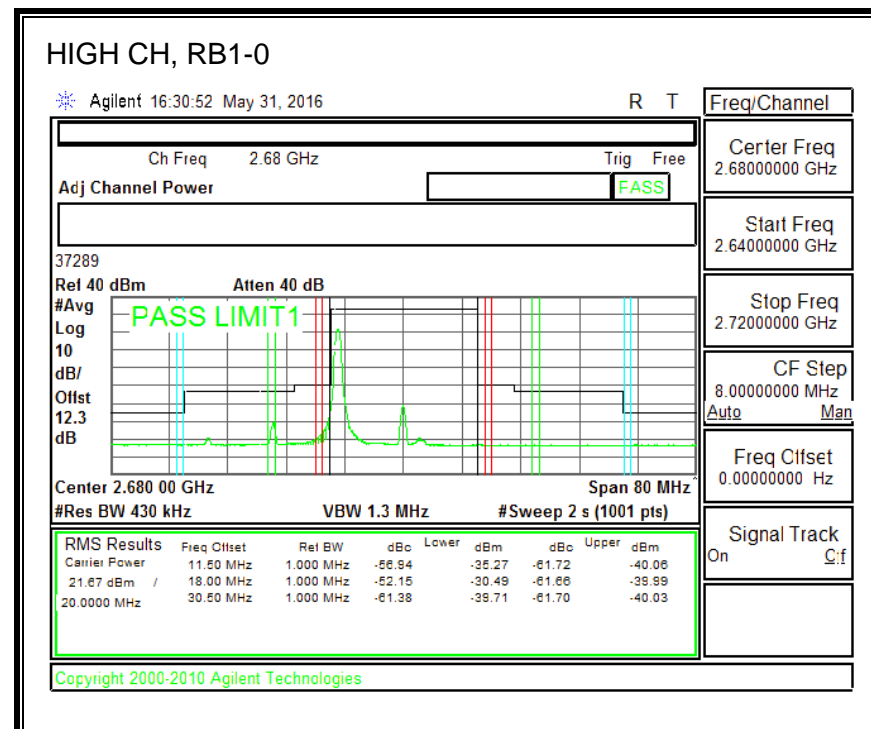 HIGH CH, RB1-0
Agilent 16:30:52 May 31, 2016 R T
Freq/Channel
Ch Freq 2.68 GHz Trig Free
Adj Channel Power PASS
Center Freq
2.68000000 GHz
Start Freq
2.64000000 GHz
Stop Freq
2.72000000 GHz
CF Step
8.00000000 MHz
Auto Man
Freq Offset
0.00000000 Hz
Signal Track
On Off
37289
Ref 40 dBm Atten 40 dB
#Avg
Log
10
dB/
Offst
12.3
dB
PASS LIMIT1
Center 2.680 00 GHz Span 80 MHz
#Res BW 430 kHz VBW 1.3 MHz #Sweep 2 s (1001 pts)
RMS Results Freq Offset Ref BW dBc Lower dBm dBc Upper dBm
Carrier Power 11.50 MHz 1.000 MHz -56.94 -35.27 -61.72 -40.06
21.67 dBm / 18.00 MHz 1.000 MHz -52.15 -30.49 -61.66 -39.99
20.0000 MHz 30.50 MHz 1.000 MHz -61.38 -39.71 -61.70 -40.03
Copyright 2000-2010 Agilent Technologies